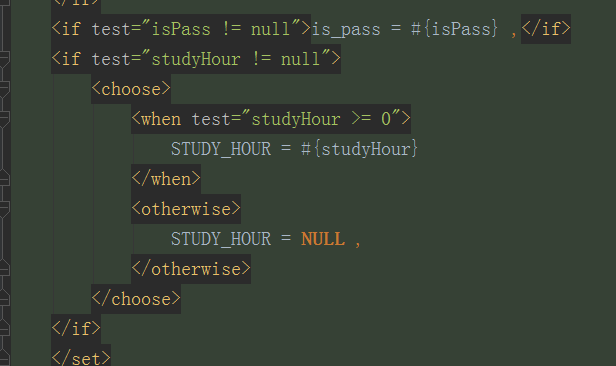 </if>
<if test="isPass != null">is_pass = #{isPass} ,</if>
<if test="studyHour != null">
<choose>
<when test="studyHour >= 0">
STUDY_HOUR = #{studyHour}
</when>
<otherwise>
STUDY_HOUR = NULL ,
</otherwise>
</choose>
</if>
</set>